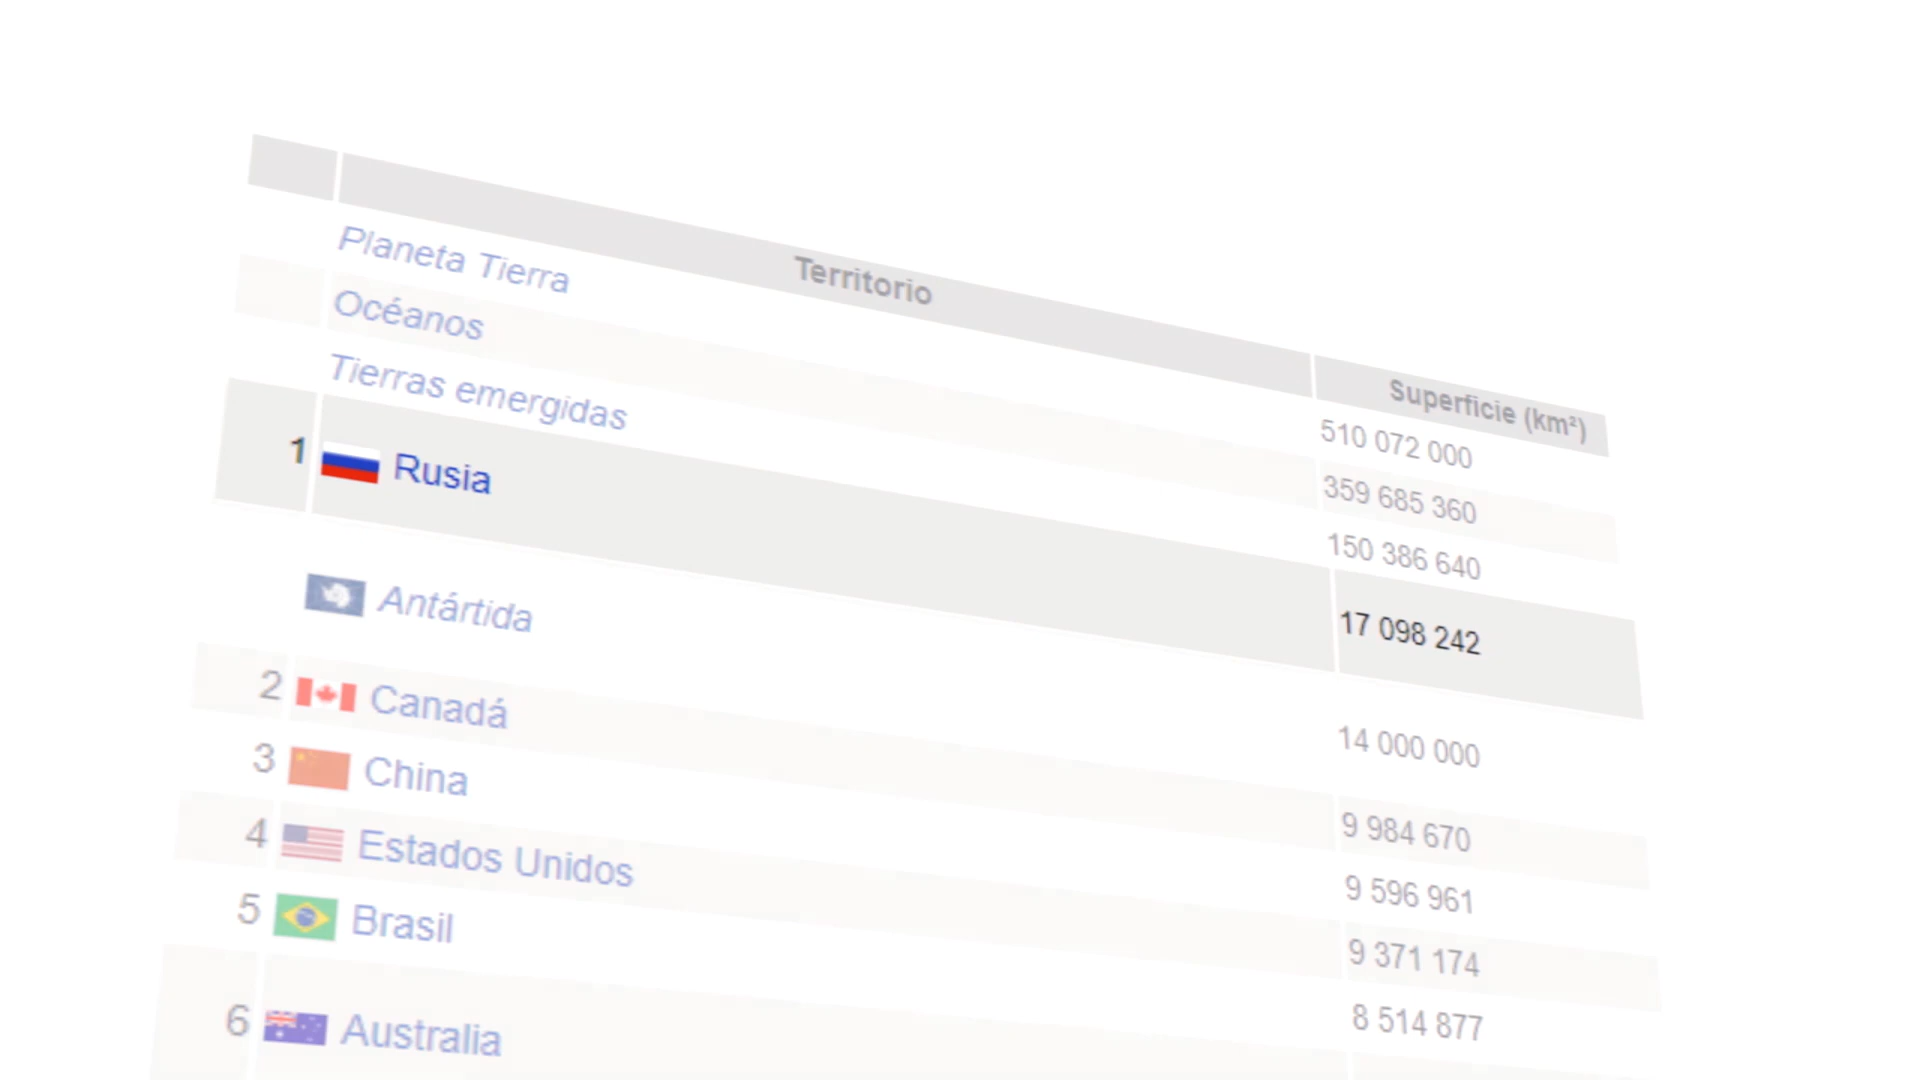 Territorio Superficie (km²)
Planeta Tierra 510 072 000
Océanos 359 685 360
Tierras emergidas 150 386 640
1 Rusia 17 098 242
Antártida 14 000 000
2 Canadá 9 984 670
3 China 9 596 961
4 Estados Unidos 9 371 174
5 Brasil 8 514 877
6 Australia